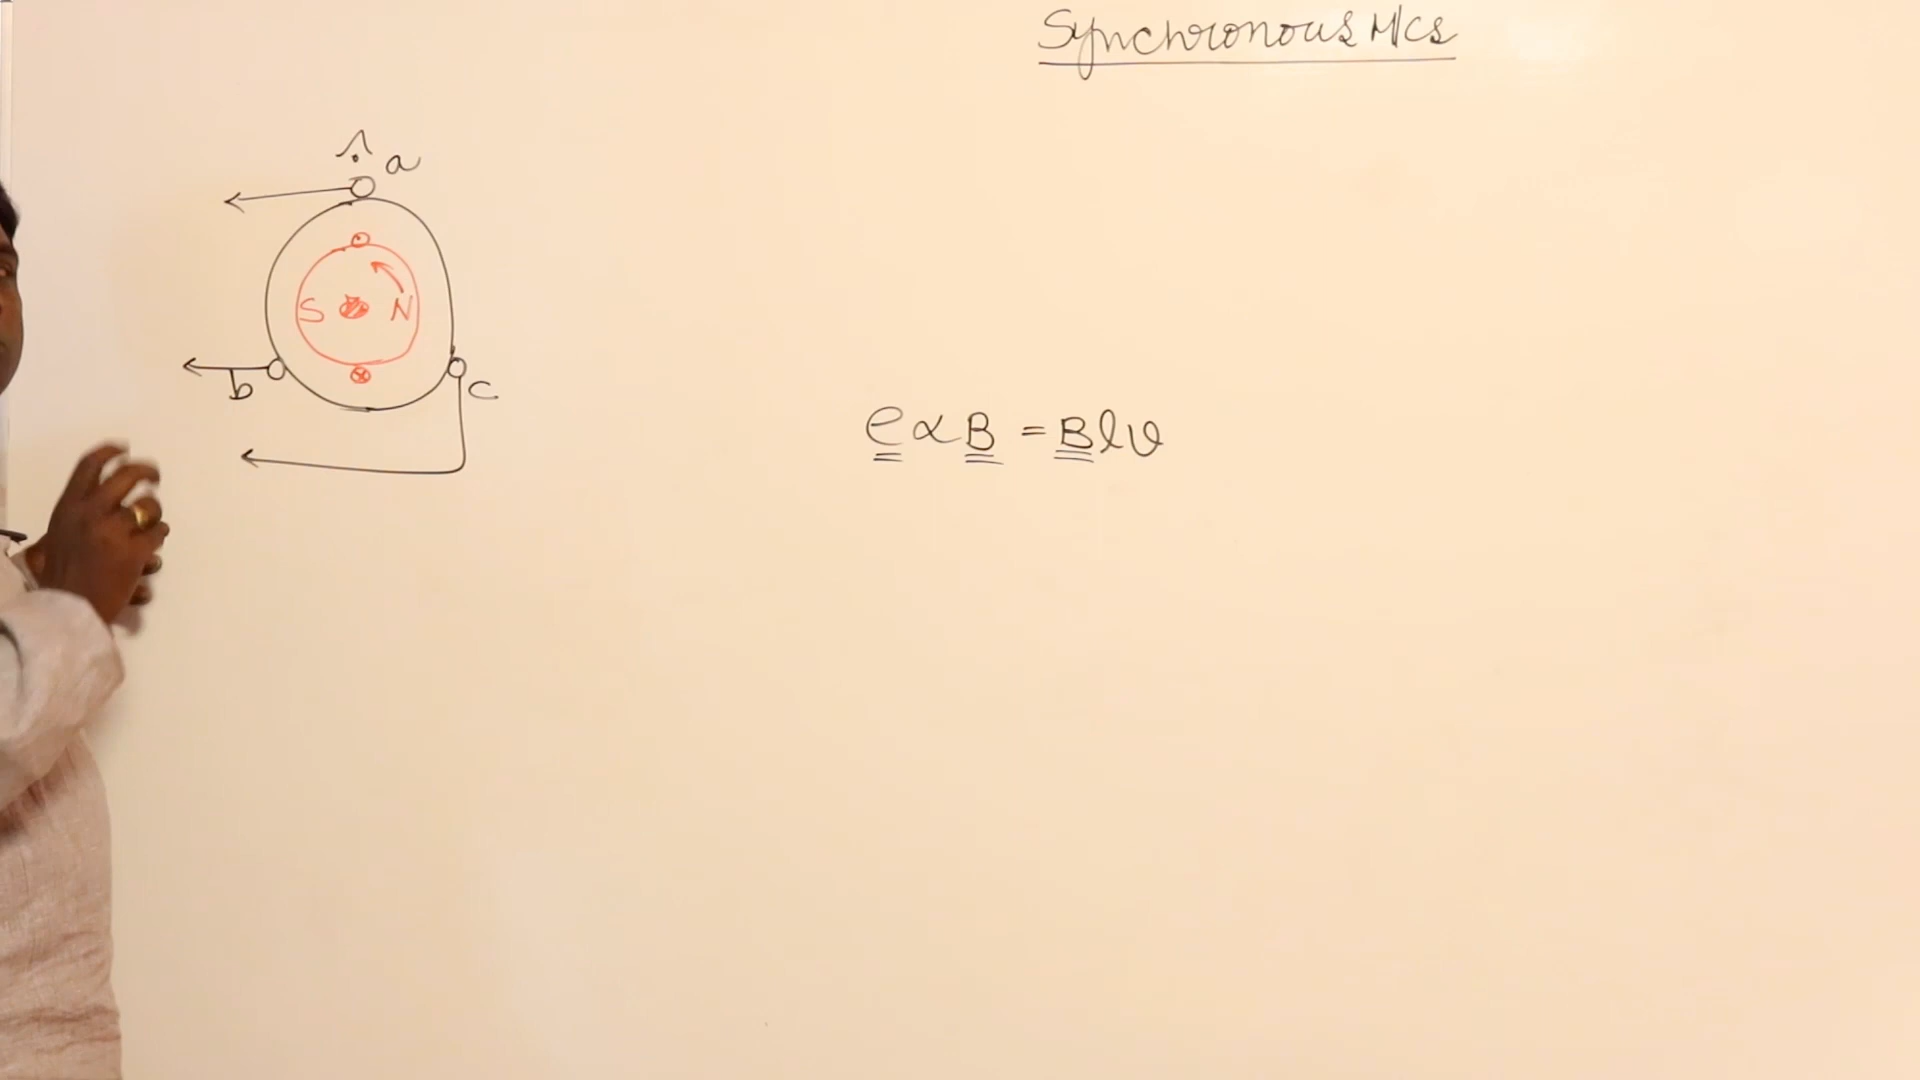 Synchronous M/cs
a
S N
b
c
e ∝ B = Blv